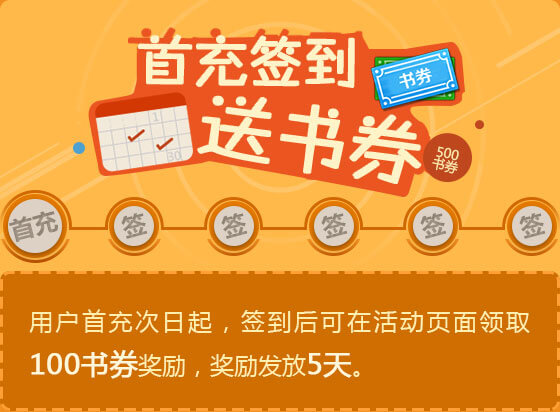 首充签到
书券
送书券
1
30
500
书券
首充 签 签 签 签 签
用户首充次日起，签到后可在活动页面领取
100书券奖励，奖励发放5天。